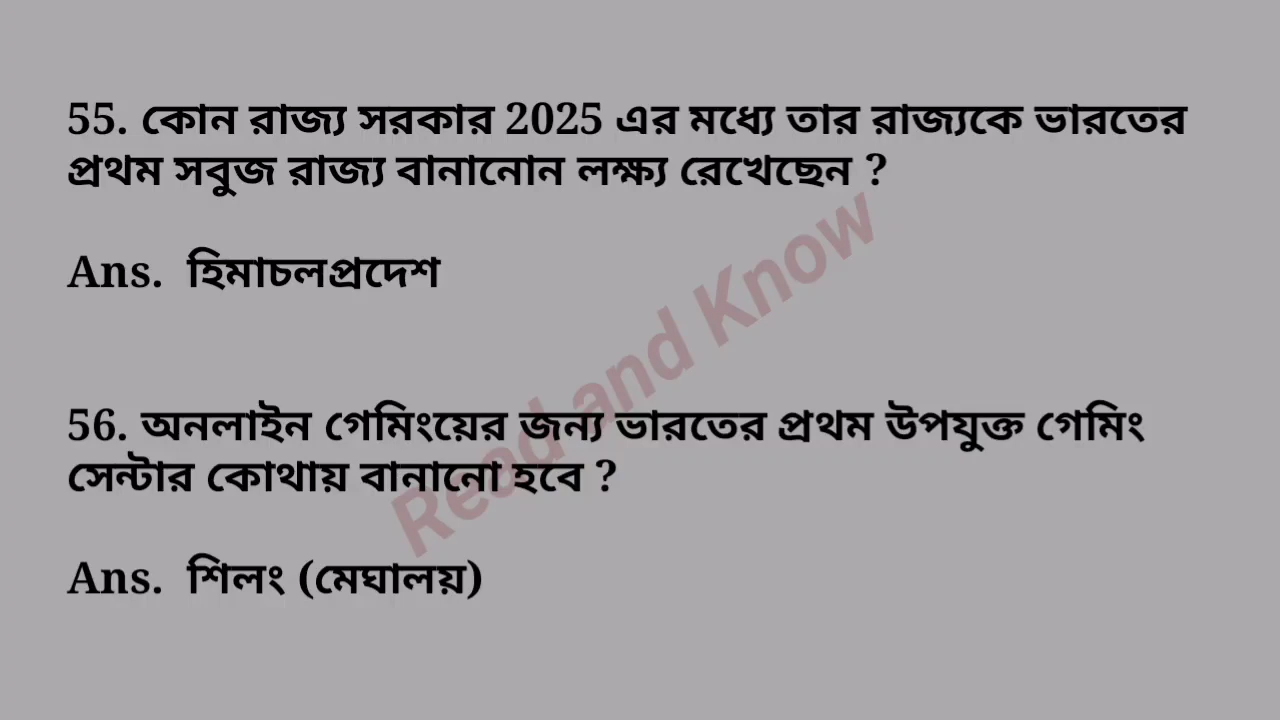 55. কোন রাজ্য সরকার 2025 এর মধ্যে তার রাজ্যকে ভারতের
প্রথম সবুজ রাজ্য বানানোন লক্ষ্য রেখেছেন ?
Ans. হিমাচলপ্রদেশ
56. অনলাইন গেমিংয়ের জন্য ভারতের প্রথম উপযুক্ত গেমিং
সেন্টার কোথায় বানানো হবে ?
Ans. শিলং (মেঘালয়)
Read and Know